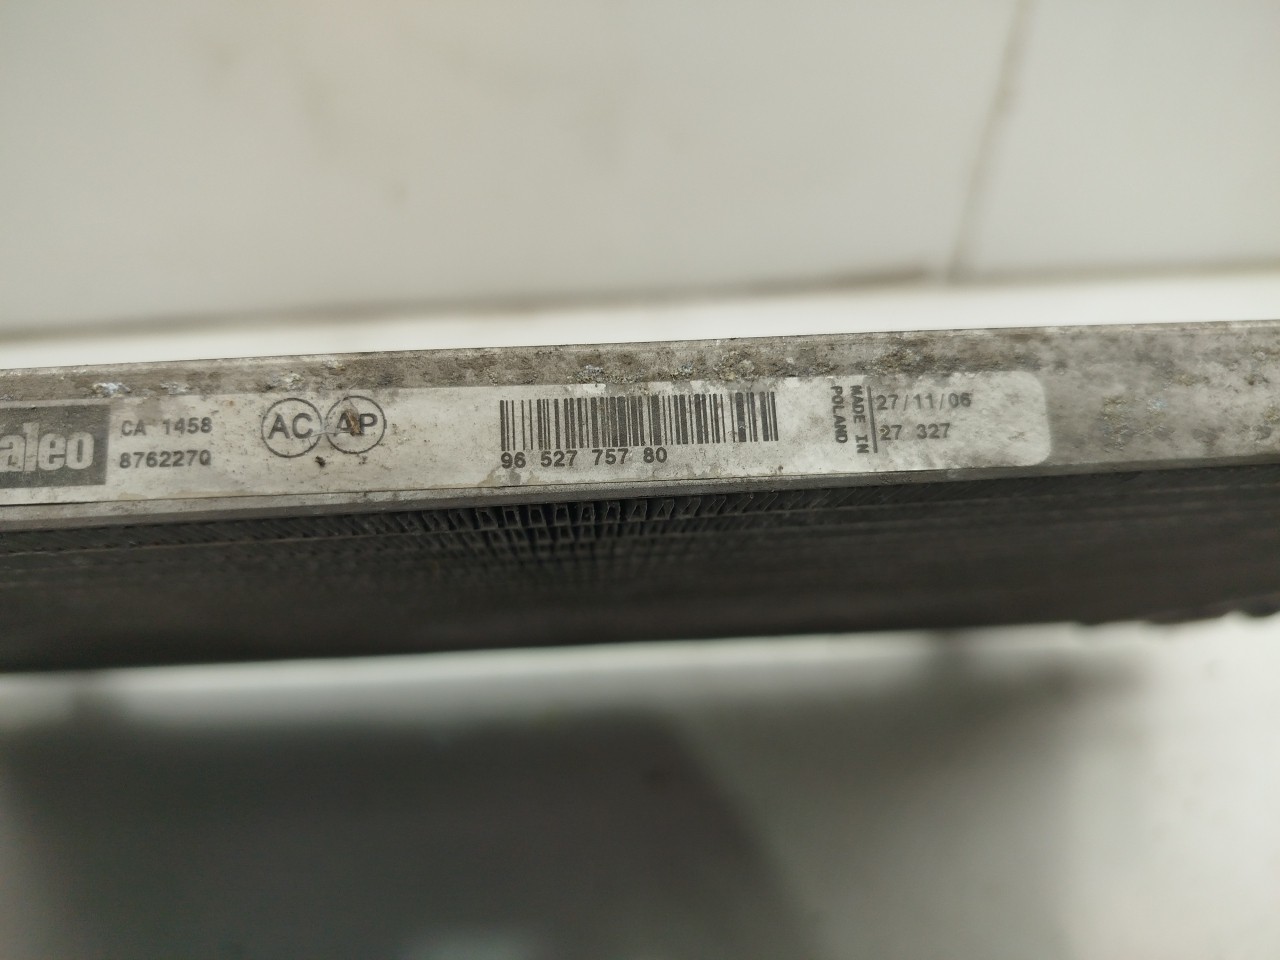 aleo
CA 1458
8762270
AC AP
96 527 757 80
MADE IN
POLAND
27/11/06
27 327